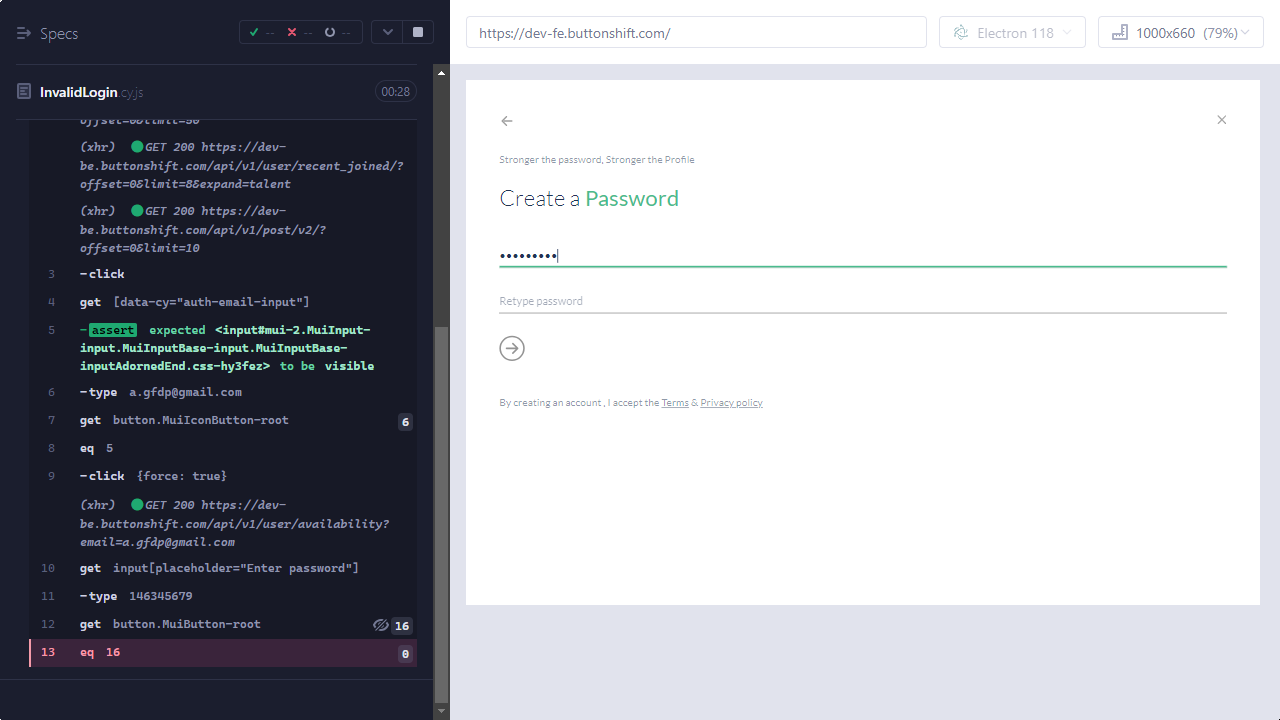 Specs
-- -- --
InvalidLogin.cy.js
00:28
offset=0&limit=50
(xhr) GET 200 https://dev-
be.buttonshift.com/api/v1/user/recent_joined/?
offset=0&limit=8&expand=talent
(xhr) GET 200 https://dev-
be.buttonshift.com/api/v1/post/v2/?
offset=0&limit=10
3 -click
4 get [data-cy="auth-email-input"]
5 -assert expected <input#mui-2.MuiInput-
input.MuiInputBase-input.MuiInputBase-
inputAdornedEnd.css-hy3fez> to be visible
6 -type a.gfdp@gmail.com
7 get button.MuiIconButton-root 6
8 eq 5
9 -click {force: true}
(xhr) GET 200 https://dev-
be.buttonshift.com/api/v1/user/availability?
email=a.gfdp@gmail.com
10 get input[placeholder="Enter password"]
11 -type 146345679
12 get button.MuiButton-root 16
13 eq 16 0
https://dev-fe.buttonshift.com/
Electron 118
1000x660 (79%)
Stronger the password, Stronger the Profile
Create a Password
•••••••••
Retype password
By creating an account , I accept the Terms & Privacy policy